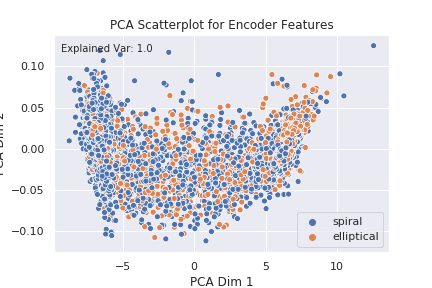 PCA Scatterplot for Encoder Features
Explained Var: 1.0
0.10
0.05
0.00
−0.05
−0.10
PCA Dim 2
−5
0
5
10
PCA Dim 1
spiral
elliptical